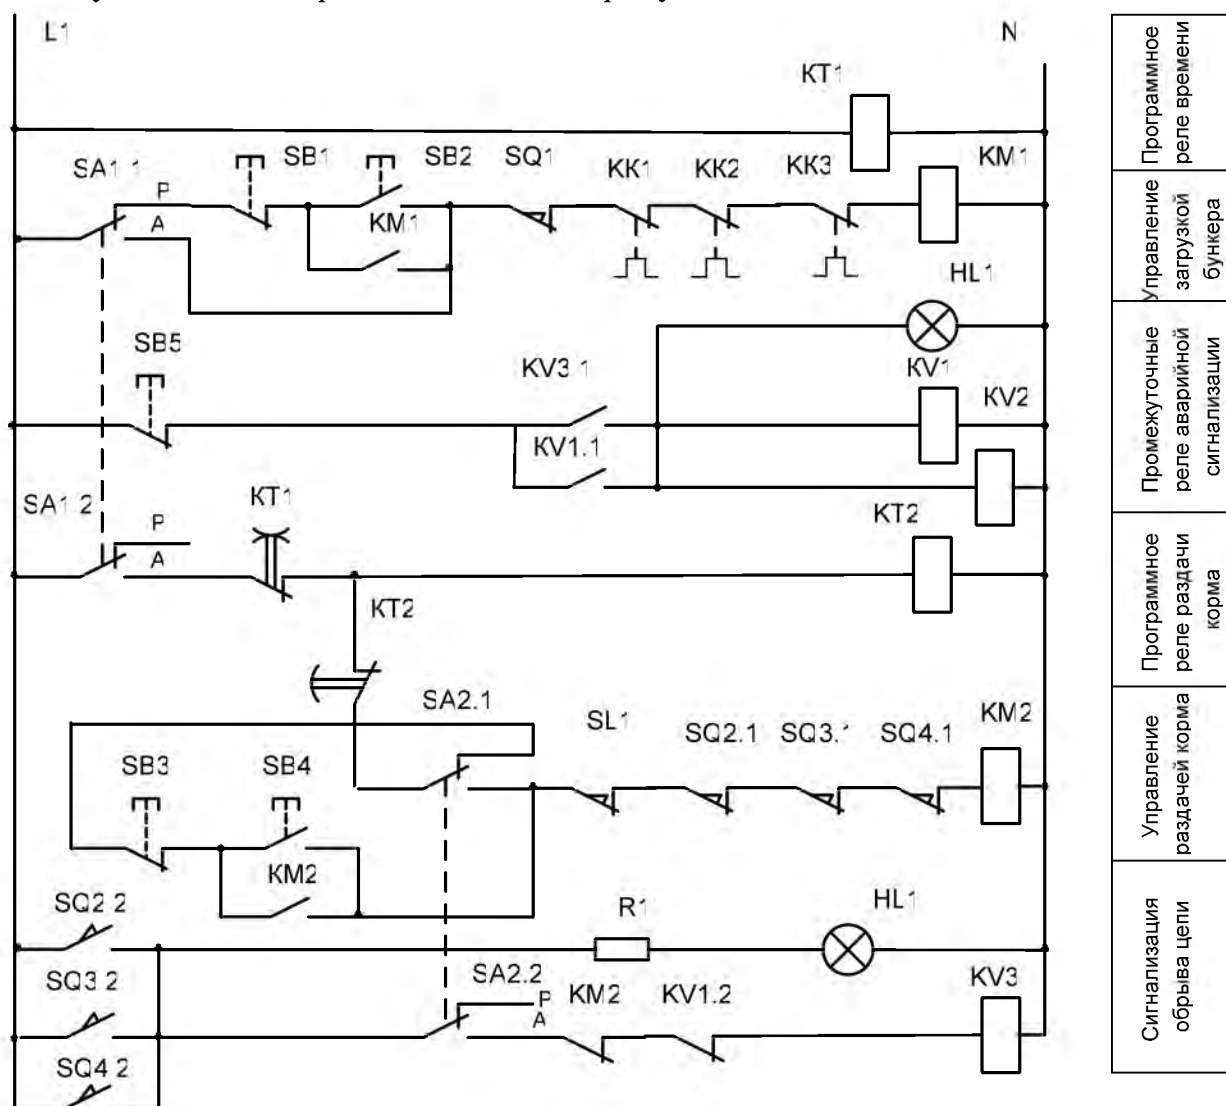 L1
N
KT1
SA1 1
SB1
SB2
SQ1
KK1
KK2
KK3
KM1
P
A
KM1
HL1
SB5
KV3 1
KV1
KV2
KV1.1
SA1 2
P
A
KT1
KT2
KT2
SA2.1
SL1
SQ2.1
SQ3.1
SQ4.1
KM2
SB3
SB4
KM2
SQ2 2
R1
HL1
SQ3 2
SA2.2
P
A
KM2
KV1.2
KV3
SQ4 2
Программное
реле времени
Управление
загрузкой
бункера
Промежуточные
реле аварийной
сигнализации
Программное
реле раздачи
корма
Управление
раздачей корма
Сигнализация
обрыва цепи